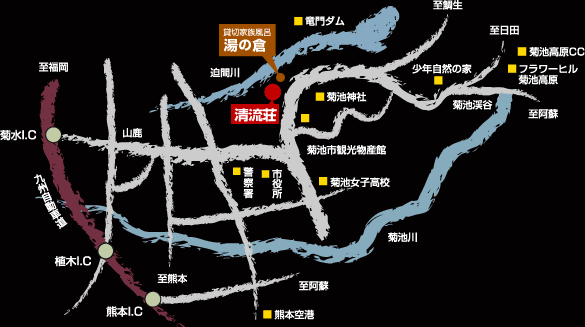 至鯛生
竜門ダム
貸切家族風呂
湯の倉
至日田
菊池高原CC
フラワーヒル
菊池高原
至福岡
迫間川
少年自然の家
菊池神社
清流荘
菊池渓谷
至阿蘇
菊水I.C
山鹿
菊池市観光物産館
警察署
市役所
菊池女子高校
九州自動車道
菊池川
植木I.C
至熊本
至阿蘇
熊本I.C
熊本空港